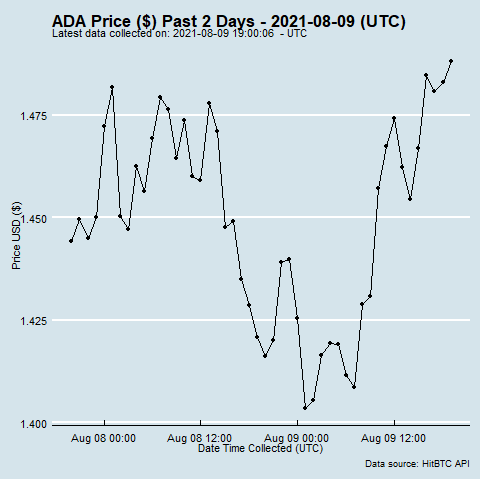 ADA Price ($) Past 2 Days - 2021-08-09 (UTC)
Latest data collected on: 2021-08-09 19:00:06 - UTC
1.475
1.450
1.425
1.400
Price USD ($)
Aug 08 00:00 Aug 08 12:00 Aug 09 00:00 Aug 09 12:00
Date Time Collected (UTC)
Data source: HitBTC API